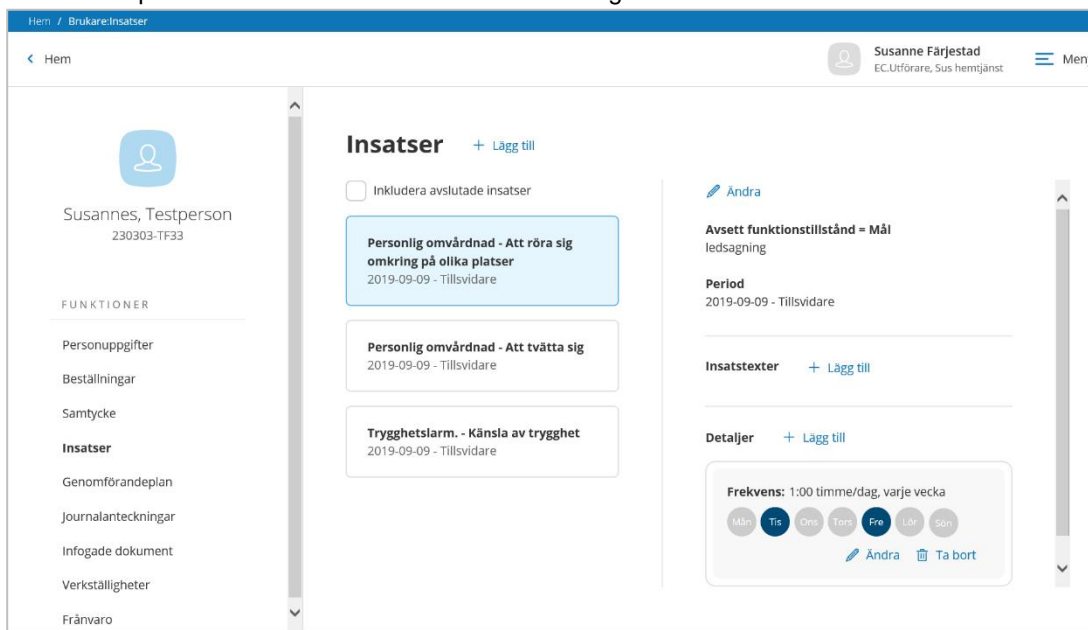 Hem / Brukare:Insatser
Hem
Susanne Färjestad
EC.Utförare, Sus hemtjänst
Meny
Susannes, Testperson
230303-TF33
FUNKTIONER
Personuppgifter
Beställningar
Samtycke
Insatser
Genomförandeplan
Journalanteckningar
Infogade dokument
Verkställigheter
Frånvaro
Insatser + Lägg till
Inkludera avslutade insatser
Personlig omvårdnad - Att röra sig
omkring på olika platser
2019-09-09 - Tillsvidare
Personlig omvårdnad - Att tvätta sig
2019-09-09 - Tillsvidare
Trygghetslarm. - Känsla av trygghet
2019-09-09 - Tillsvidare
Ändra
Avsett funktionstillstånd = Mål
ledsagning
Period
2019-09-09 - Tillsvidare
Insatstexter + Lägg till
Detaljer + Lägg till
Frekvens: 1:00 timme/dag, varje vecka
Mån Tis Ons Tors Fre Lör Sön
Ändra Ta bort